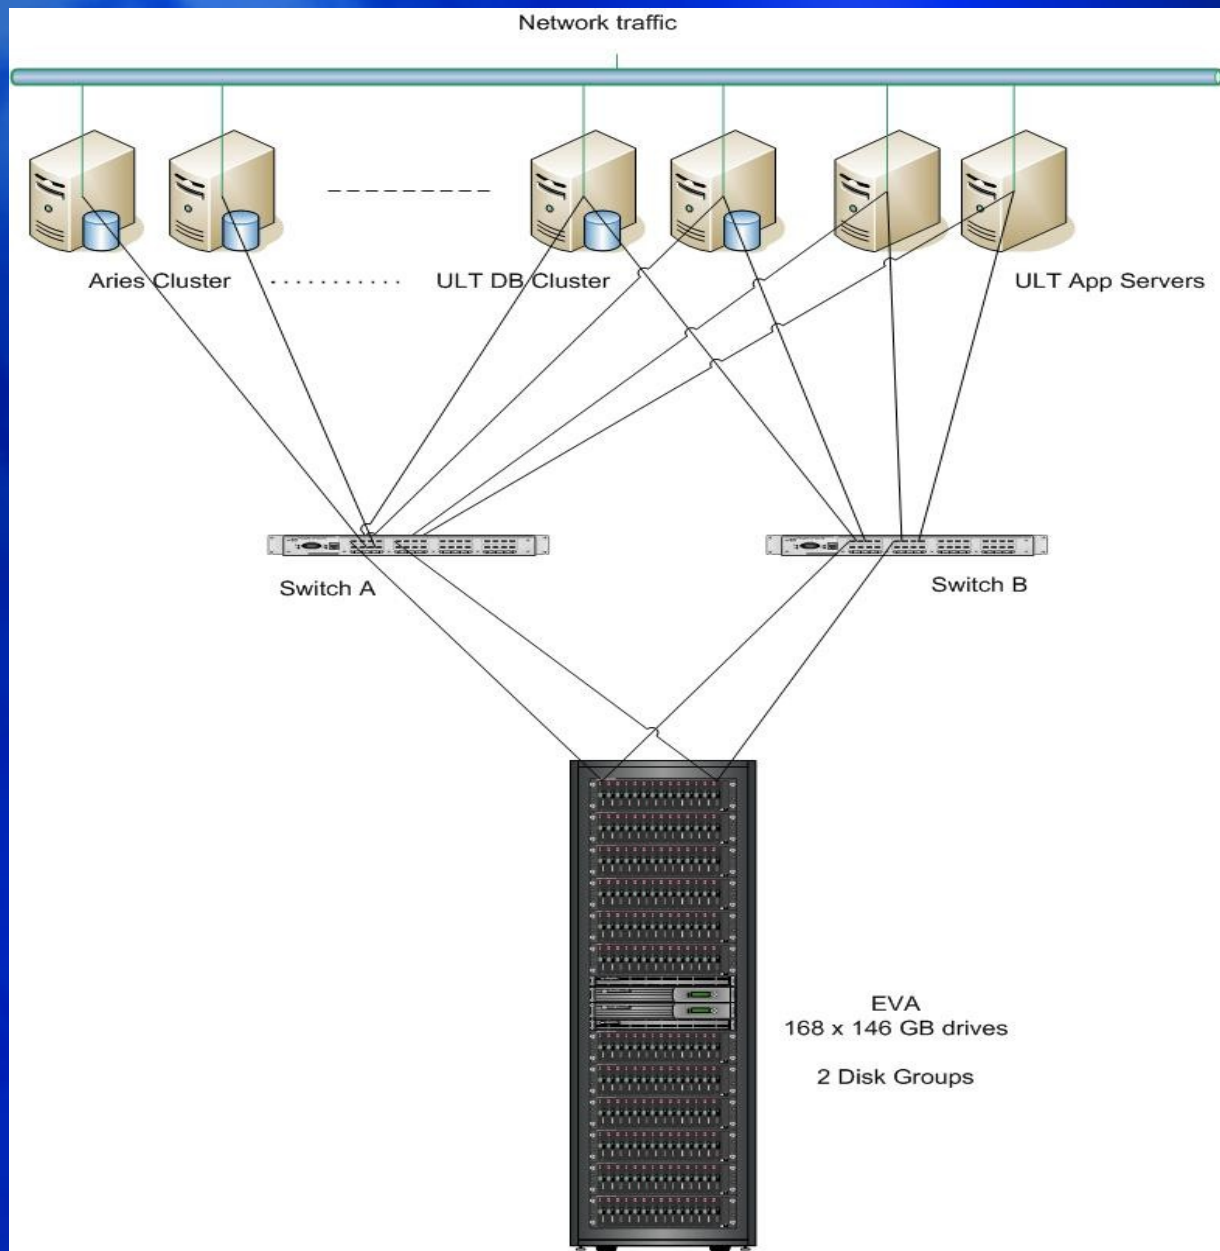 Network traffic
Aries Cluster
ULT DB Cluster
ULT App Servers
Switch A
Switch B
EVA
168 x 146 GB drives
2 Disk Groups